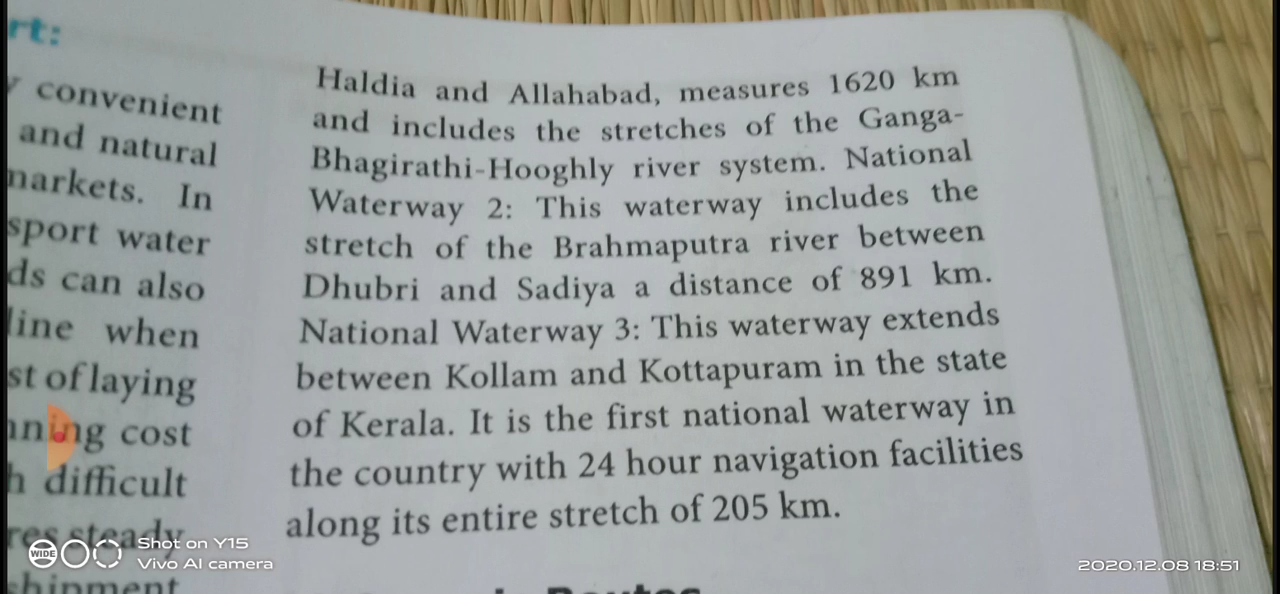 rt:
convenient
and natural
markets. In
sport water
ds can also
line when
st of laying
cost
h difficult
steady
shipment
Haldia and Allahabad, measures 1620 km
and includes the stretches of the Ganga-
Bhagirathi-Hooghly river system. National
Waterway 2: This waterway includes the
stretch of the Brahmaputra river between
Dhubri and Sadiya a distance of 891 km.
National Waterway 3: This waterway extends
between Kollam and Kottapuram in the state
of Kerala. It is the first national waterway in
the country with 24 hour navigation facilities
along its entire stretch of 205 km.
Routes
WIDE
Shot on Y15
Vivo AI camera
2020.12.08 18:51